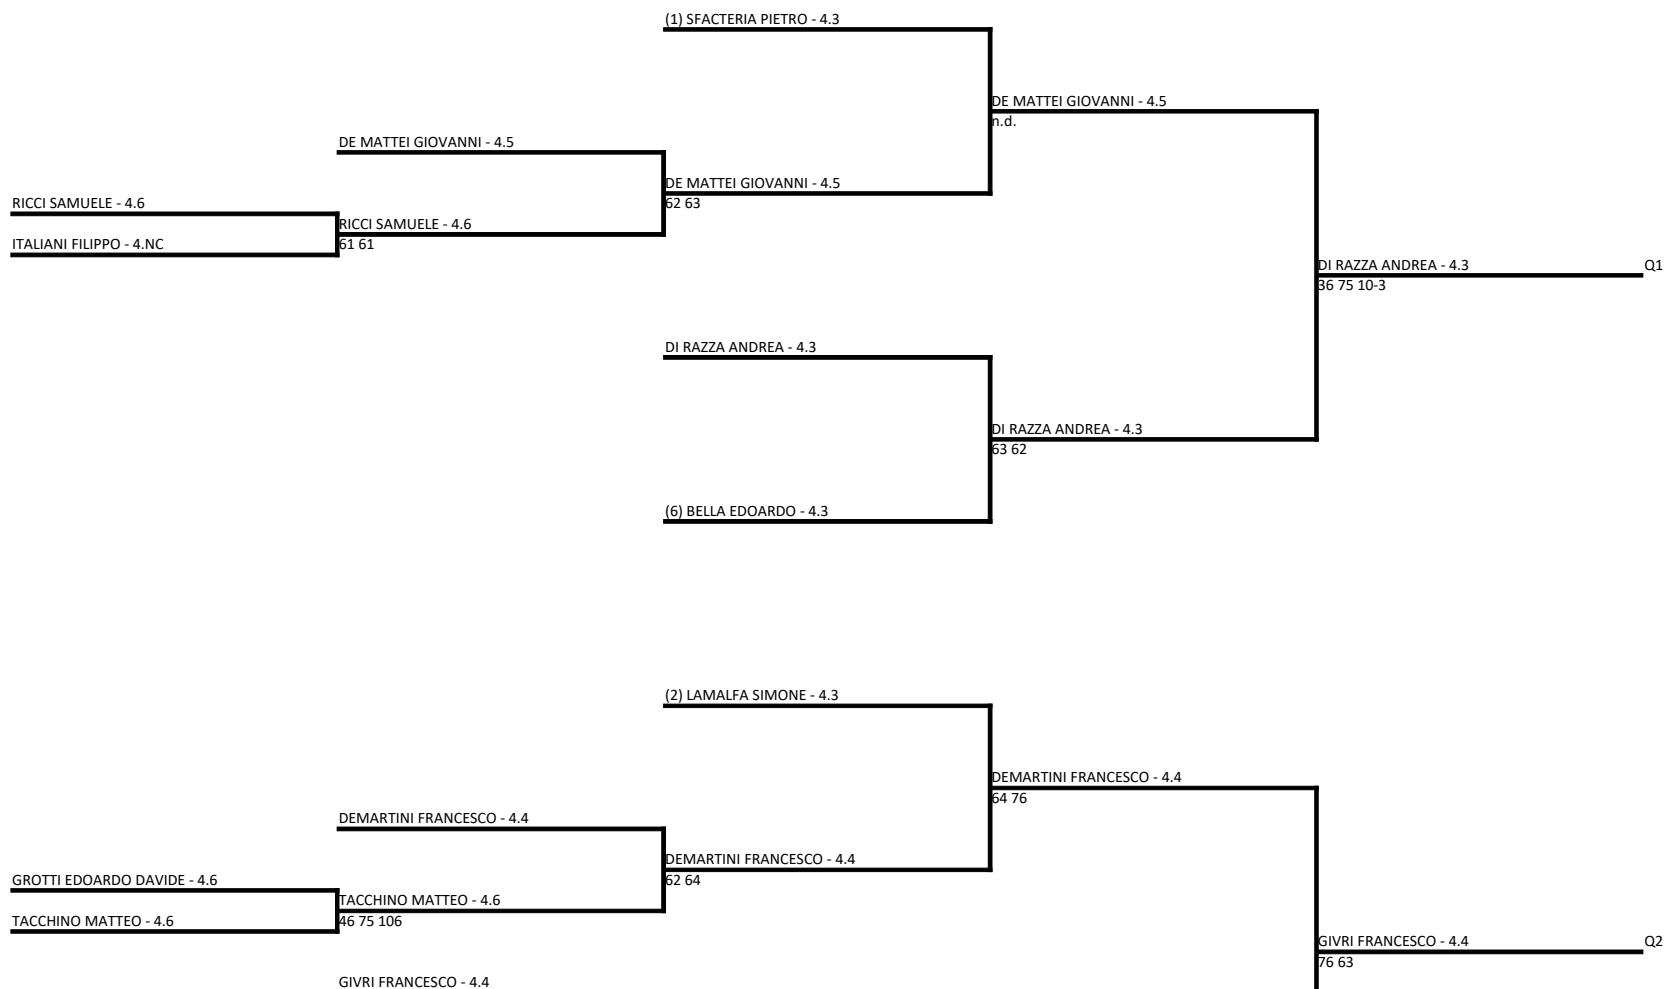 (1) SFACTERIA PIETRO - 4.3
DE MATTEI GIOVANNI - 4.5
n.d.
DE MATTEI GIOVANNI - 4.5
DE MATTEI GIOVANNI - 4.5
62 63
RICCI SAMUELE - 4.6
RICCI SAMUELE - 4.6
61 61
ITALIANI FILIPPO - 4.NC
DI RAZZA ANDREA - 4.3
Q1
36 75 10-3
DI RAZZA ANDREA - 4.3
DI RAZZA ANDREA - 4.3
63 62
(6) BELLA EDOARDO - 4.3
(2) LAMALFA SIMONE - 4.3
DEMARTINI FRANCESCO - 4.4
64 76
DEMARTINI FRANCESCO - 4.4
DEMARTINI FRANCESCO - 4.4
62 64
GROTTI EDOARDO DAVIDE - 4.6
TACCHINO MATTEO - 4.6
46 75 106
TACCHINO MATTEO - 4.6
GIVRI FRANCESCO - 4.4
Q2
76 63
GIVRI FRANCESCO - 4.4